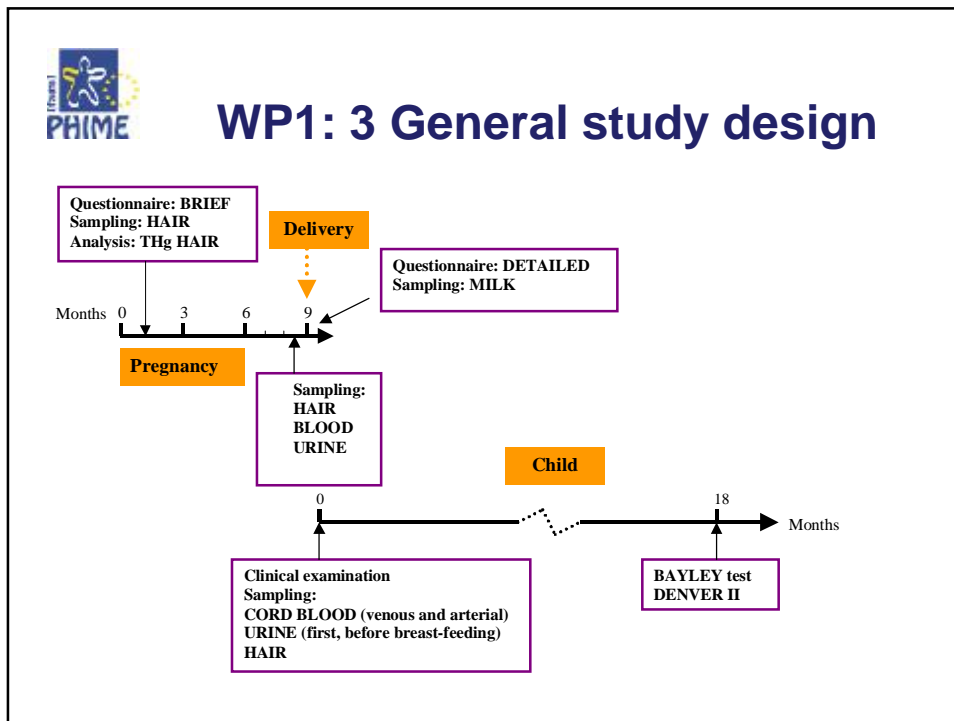 PHIME
WP1: 3 General study design
Questionnaire: BRIEF
Sampling: HAIR
Analysis: THg HAIR
Delivery
Questionnaire: DETAILED
Sampling: MILK
Months 0 3 6 9
Pregnancy
Sampling:
HAIR
BLOOD
URINE
Child
0 18
Months
Clinical examination
Sampling:
CORD BLOOD (venous and arterial)
URINE (first, before breast-feeding)
HAIR
BAYLEY test
DENVER II